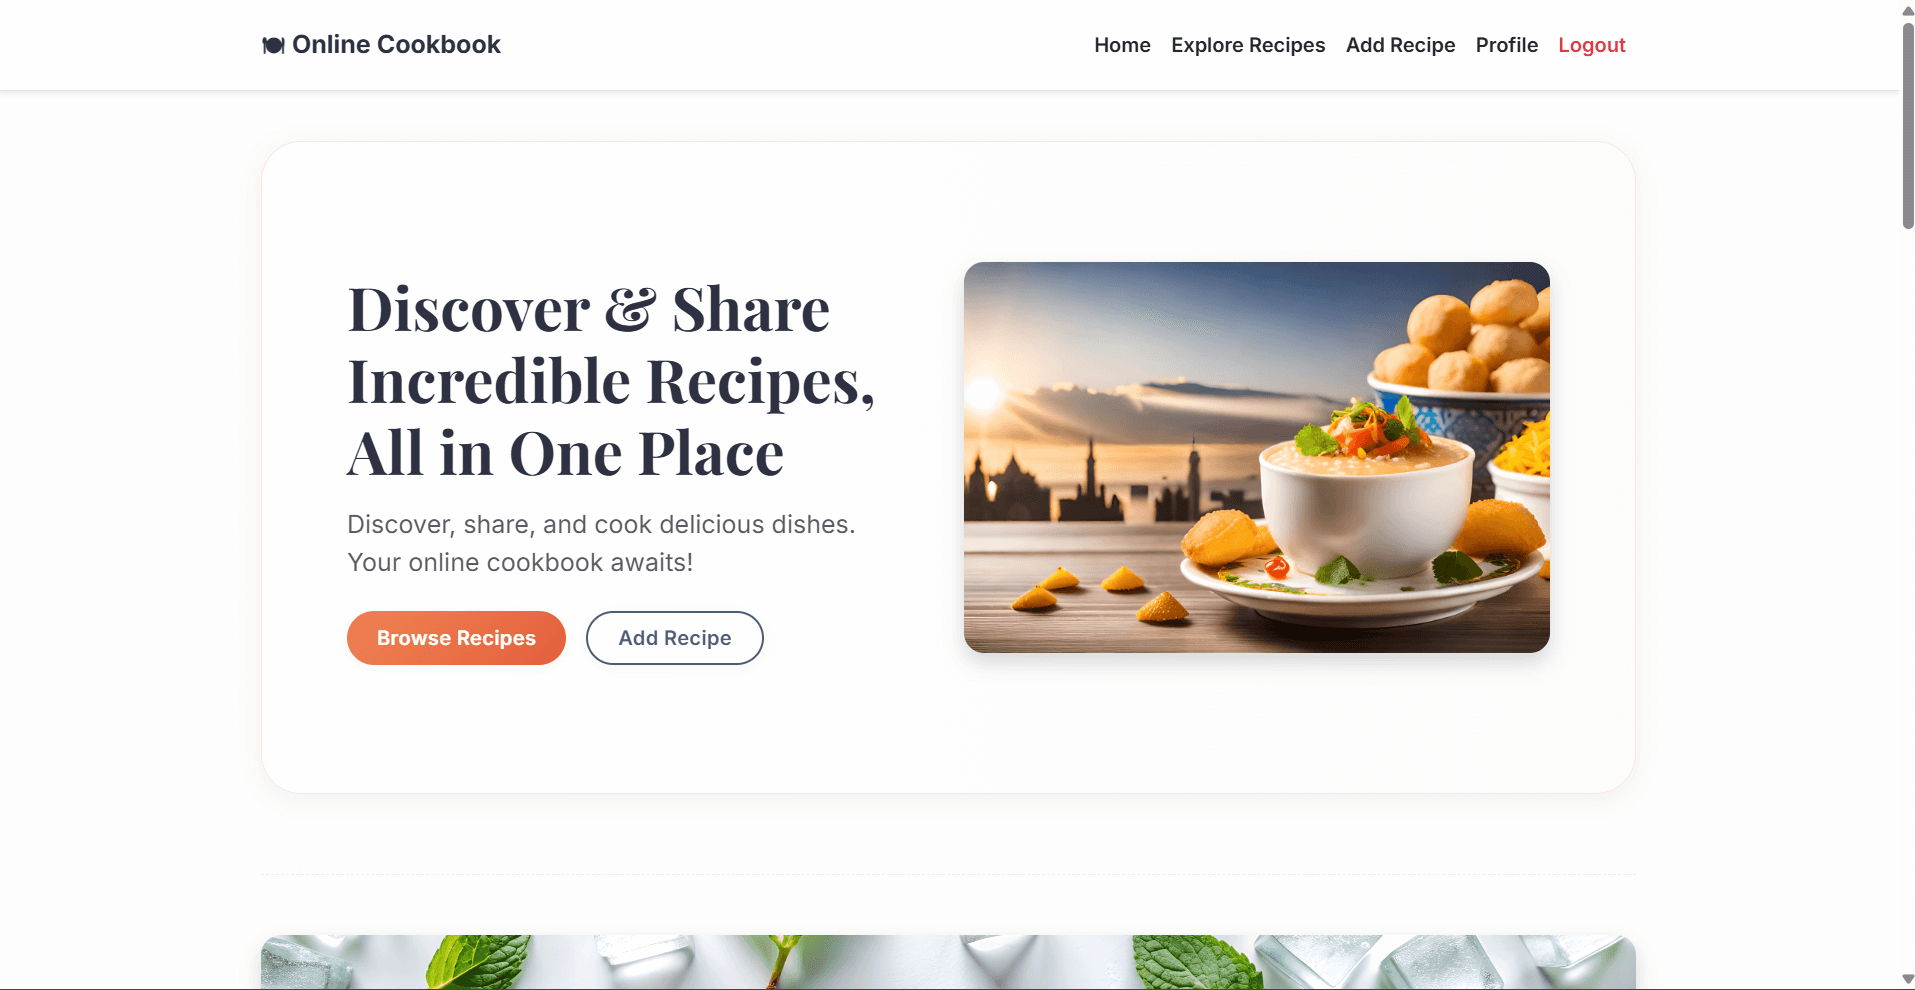 Online Cookbook
Home Explore Recipes Add Recipe Profile Logout
Discover & Share
Incredible Recipes,
All in One Place
Discover, share, and cook delicious dishes.
Your online cookbook awaits!
Browse Recipes Add Recipe